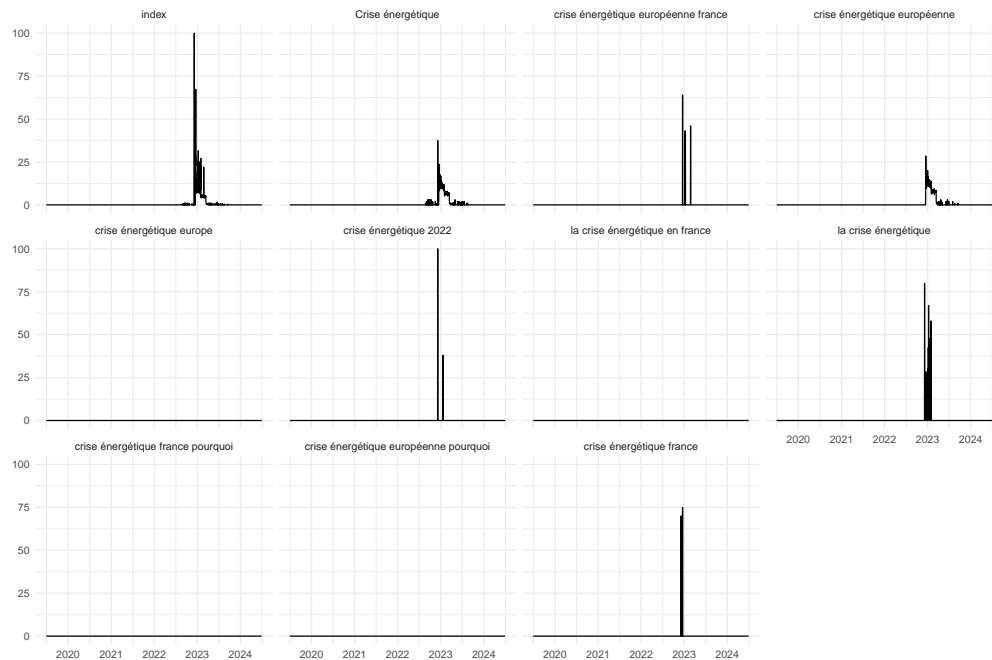 index
Crise énergétique
crise énergétique européenne france
crise énergétique européenne
100
75
50
25
0
crise énergétique europe
crise énergétique 2022
la crise énergétique en france
la crise énergétique
100
75
50
25
0
2020 2021 2022 2023 2024
crise énergétique france pourquoi
crise énergétique européenne pourquoi
crise énergétique france
100
75
50
25
0
2020 2021 2022 2023 2024
2020 2021 2022 2023 2024
2020 2021 2022 2023 2024